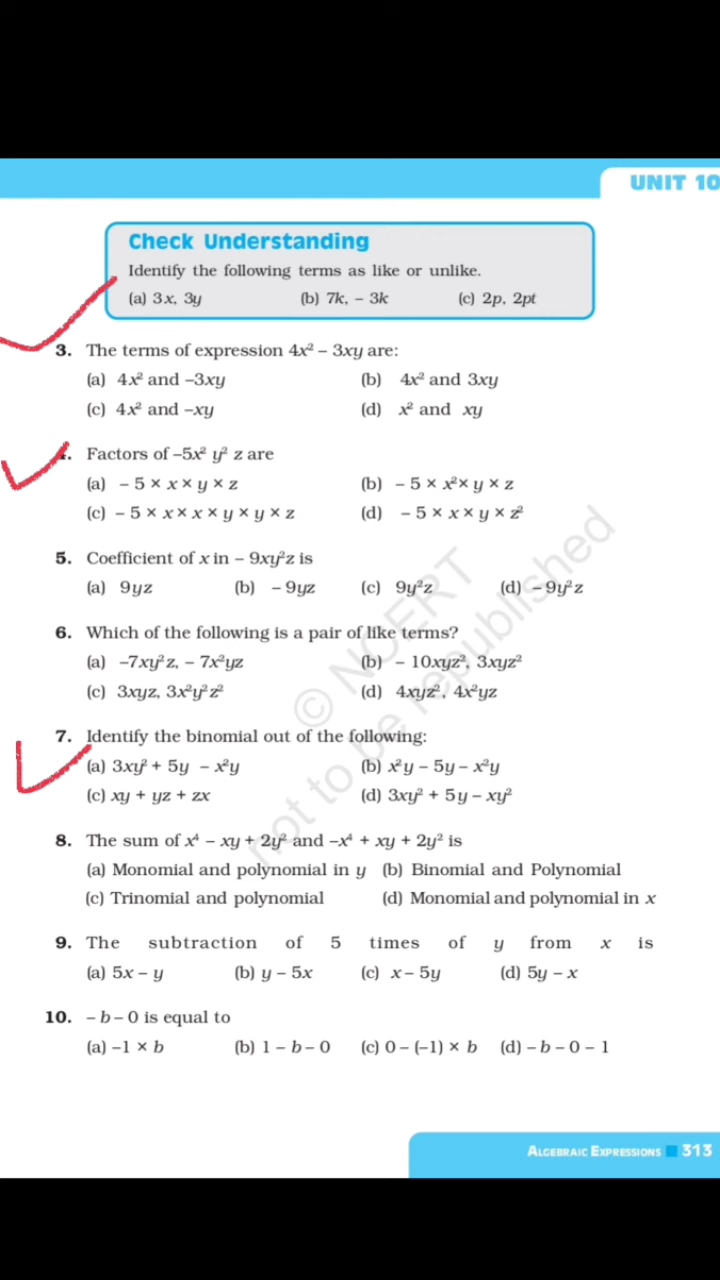 UNIT 10
Check Understanding
Identify the following terms as like or unlike.
(a) 3x, 3y (b) 7k, – 3k (c) 2p, 2pt
3. The terms of expression 4x² – 3xy are:
(a) 4x² and –3xy (b) 4x² and 3xy
(c) 4x² and –xy (d) x² and xy
4. Factors of –5x² y² z are
(a) – 5 × x × y × z (b) – 5 × x² × y × z
(c) – 5 × x × x × y × y × z (d) – 5 × x × y × z²
5. Coefficient of x in – 9xy²z is
(a) 9yz (b) – 9yz (c) 9y²z (d) – 9y²z
6. Which of the following is a pair of like terms?
(a) –7xy²z, – 7x²yz (b) – 10xyz², 3xyz²
(c) 3xyz, 3x²y²z² (d) 4xyz², 4x²yz
7. Identify the binomial out of the following:
(a) 3xy² + 5y – x²y (b) x²y – 5y – x²y
(c) xy + yz + zx (d) 3xy² + 5y – xy²
8. The sum of x⁴ – xy + 2y² and –x⁴ + xy + 2y² is
(a) Monomial and polynomial in y (b) Binomial and Polynomial
(c) Trinomial and polynomial (d) Monomial and polynomial in x
9. The subtraction of 5 times of y from x is
(a) 5x – y (b) y – 5x (c) x – 5y (d) 5y – x
10. – b – 0 is equal to
(a) –1 × b (b) 1 – b – 0 (c) 0 – (–1) × b (d) – b – 0 – 1
© NCERT
not to be republished
ALGEBRAIC EXPRESSIONS 313